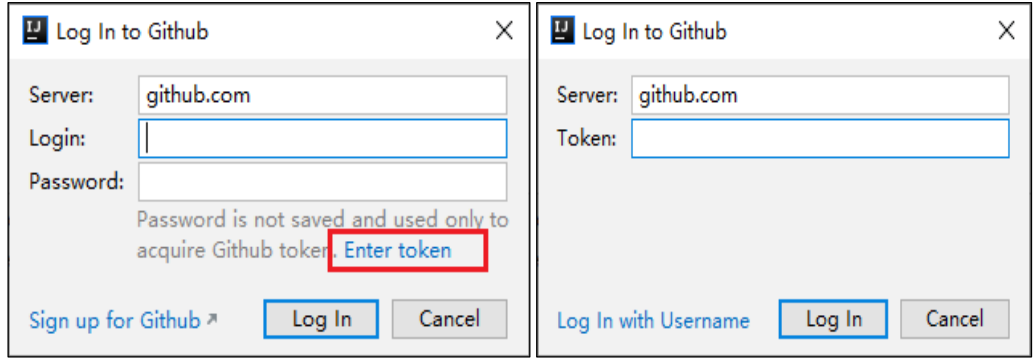 IJ Log In to Github
Server: github.com
Login:
Password:
Password is not saved and used only to
acquire Github token. Enter token
Sign up for Github Log In Cancel
IJ Log In to Github
Server: github.com
Token:
Log In with Username Log In Cancel